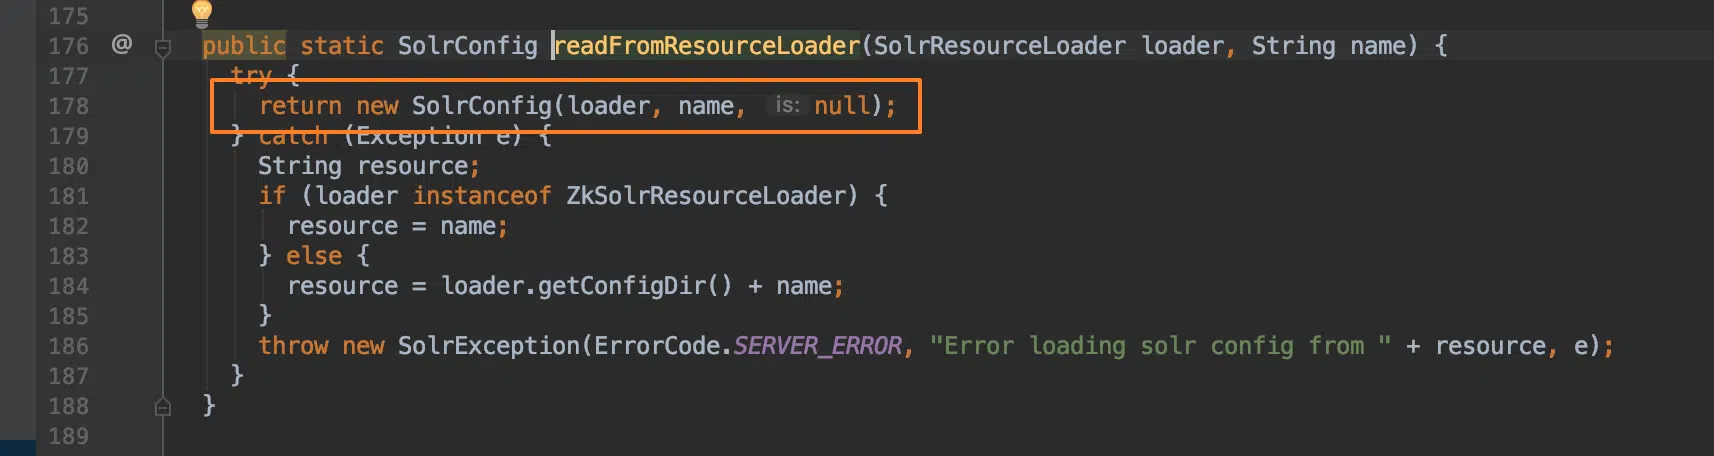 175
176 @ public static SolrConfig readFromResourceLoader(SolrResourceLoader loader, String name) {
177 try {
178 return new SolrConfig(loader, name, is: null);
179 } catch (Exception e) {
180 String resource;
181 if (loader instanceof ZkSolrResourceLoader) {
182 resource = name;
183 } else {
184 resource = loader.getConfigDir() + name;
185 }
186 throw new SolrException(ErrorCode.SERVER_ERROR, "Error loading solr config from " + resource, e);
187 }
188 }
189